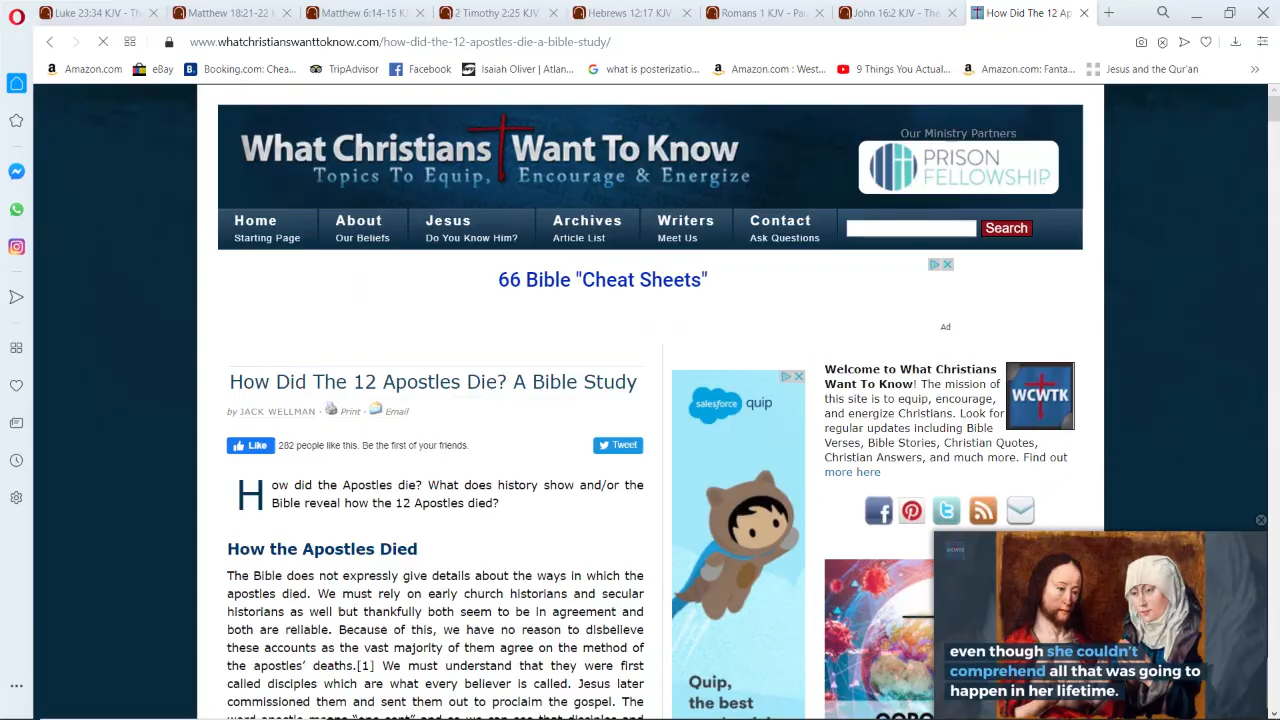 Luke 23:34 KJV - Th
Matthew 18:21-22
Matthew 6:14-15 KJ
2 Timothy 2:25 KJV -
Hebrews 12:17 KJV -
Romans 1 KJV - Pau
John 16:2 KJV - The
How Did The 12 Ap
www.whatchristianswanttoknow.com/how-did-the-12-apostles-die-a-bible-study/
Amazon.com
eBay
Booking.com: Chea...
TripAdvisor
Facebook
Isaiah Oliver | Atlan...
what is posterizatio...
Amazon.com : West...
9 Things You Actual...
Amazon.com: Fanta...
Jesus and the Qur'an
What Christians Want To Know
Topics To Equip, Encourage & Energize
Our Ministry Partners
PRISON
FELLOWSHIP
Home
Starting Page
About
Our Beliefs
Jesus
Do You Know Him?
Archives
Article List
Writers
Meet Us
Contact
Ask Questions
Search
66 Bible "Cheat Sheets"
Ad
How Did The 12 Apostles Die? A Bible Study
by JACK WELLMAN · Print · Email
Like 282 people like this. Be the first of your friends.
Tweet
How did the Apostles die? What does history show and/or the
Bible reveal how the 12 Apostles died?
How the Apostles Died
The Bible does not expressly give details about the ways in which the
apostles died. We must rely on early church historians and secular
historians as well but thankfully both seem to be in agreement and
both are reliable. Because of this, we have no reason to disbelieve
these accounts as the vast majority of them agree on the method of
the apostles' deaths.[1] We must understand that they were first
called disciples just as every believer is called. Jesus later
commissioned them and sent them out to proclaim the gospel. The
salesforce quip
Quip,
the best
Welcome to What Christians
Want To Know! The mission of
this site is to equip, encourage,
and energize Christians. Look for
regular updates including Bible
Verses, Bible Stories, Christian Quotes,
Christian Answers, and much more. Find out
more here
WCWTK
WCWTK
even though she couldn't
comprehend all that was going to
happen in her lifetime.